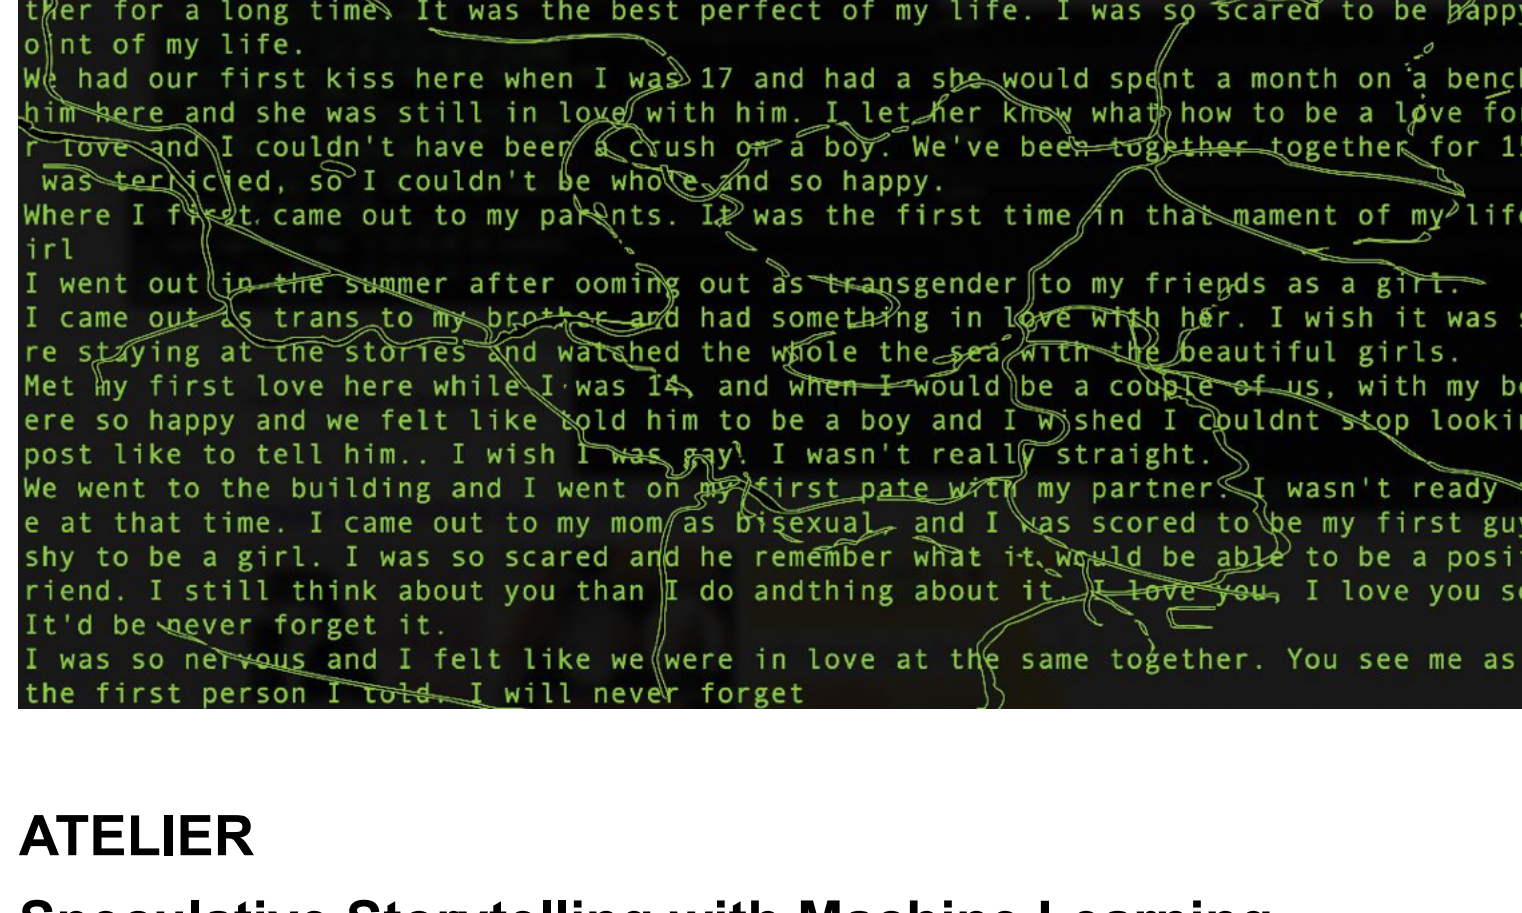 ther for a long time. It was the best perfect of my life. I was so scared to be happy
oint of my life.
We had our first kiss here when I was 17 and had a she would spent a month on a bench
him here and she was still in love with him. I let her know what how to be a love fo
r love and I couldn't have been a crush on a boy. We've been together together for 15
was terricied, so I couldn't be whole and so happy.
Where I first came out to my parents. It was the first time in that mament of my life
irl
I went out in the summer after ooming out as transgender to my friends as a girl.
I came out as trans to my brother and had something in love with her. I wish it was s
re staying at the stories and watched the whole the sea with the beautiful girls.
Met my first love here while I was 14, and when I would be a couple of us, with my be
ere so happy and we felt like told him to be a boy and I wished I couldnt stop lookin
post like to tell him.. I wish I was gay. I wasn't really straight.
We went to the building and I went on my first pate with my partner. I wasn't ready
e at that time. I came out to my mom as bisexual and I was scored to be my first guy
shy to be a girl. I was so scared and he remember what it would be able to be a posit
riend. I still think about you than I do andthing about it. I love you, I love you so
It'd be never forget it.
I was so nervous and I felt like we were in love at the same together. You see me as
the first person I told. I will never forget
ATELIER
Speculative Storytelling with Machine Learning